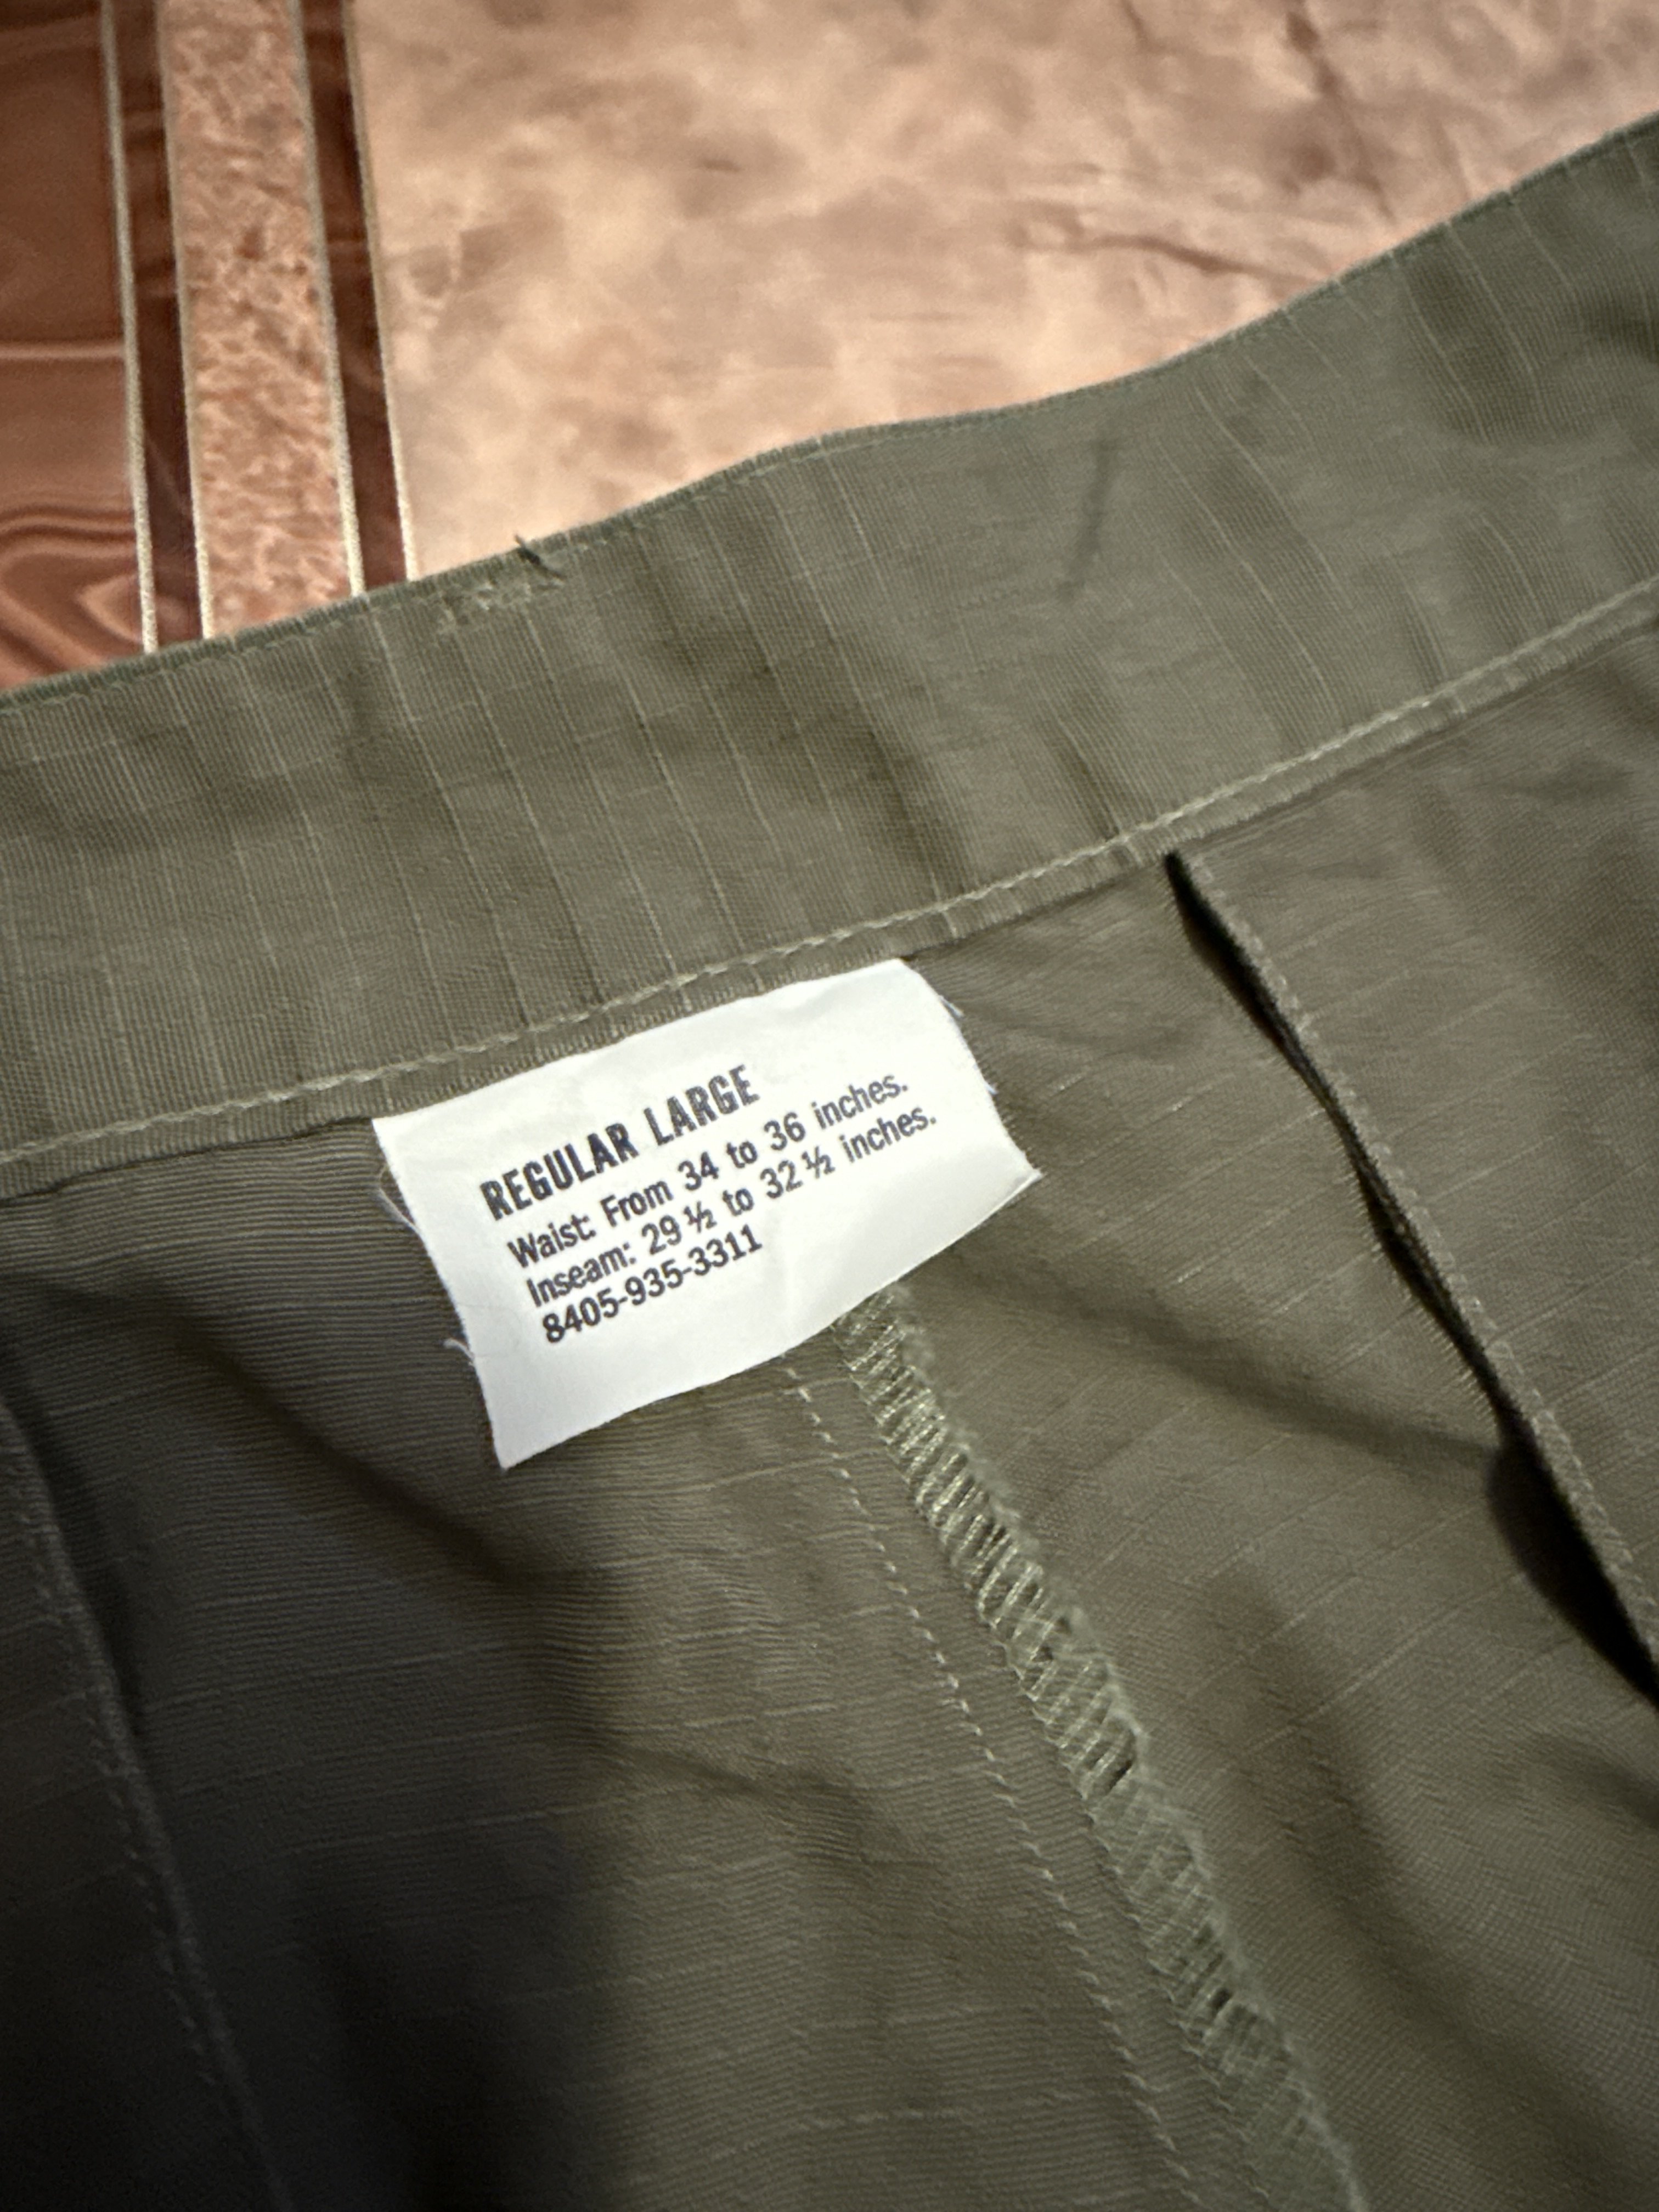 REGULAR LARGE
Waist: From 34 to 36 inches.
Inseam: 29 ½ to 32 ½ inches.
8405-935-3311